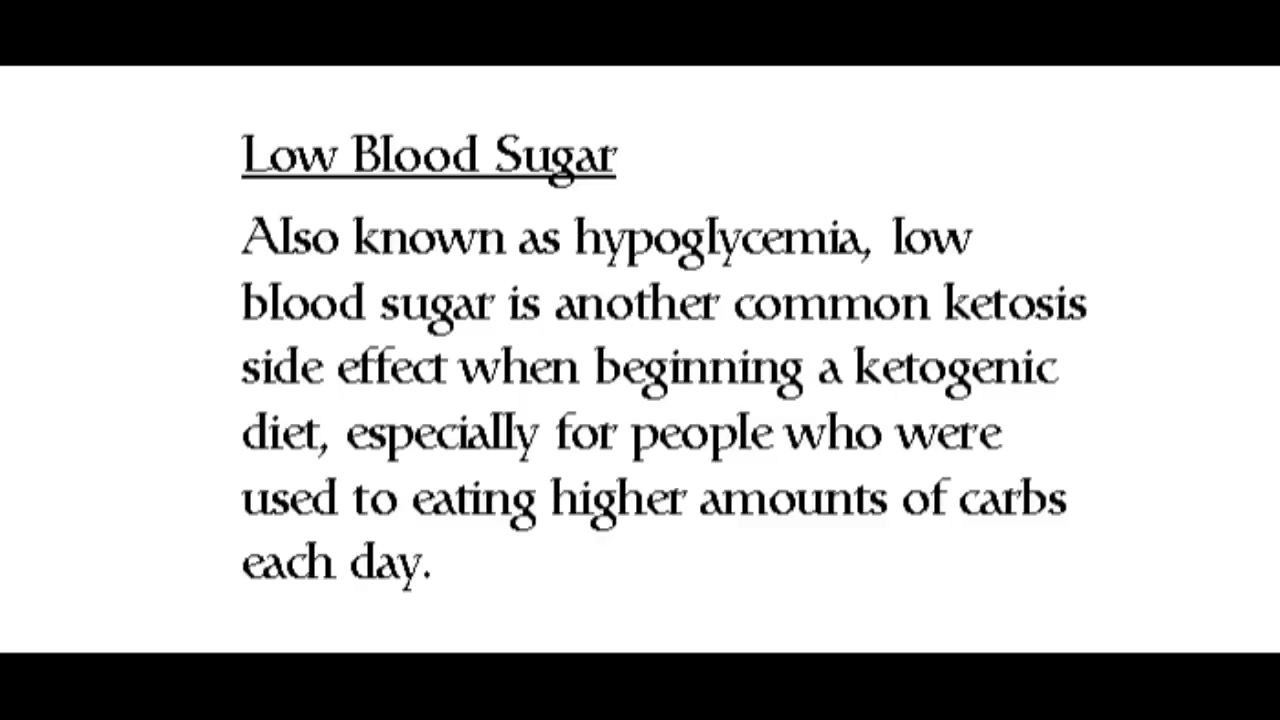 Low Blood Sugar
Also known as hypoglycemia, low
blood sugar is another common ketosis
side effect when beginning a ketogenic
diet, especially for people who were
used to eating higher amounts of carbs
each day.